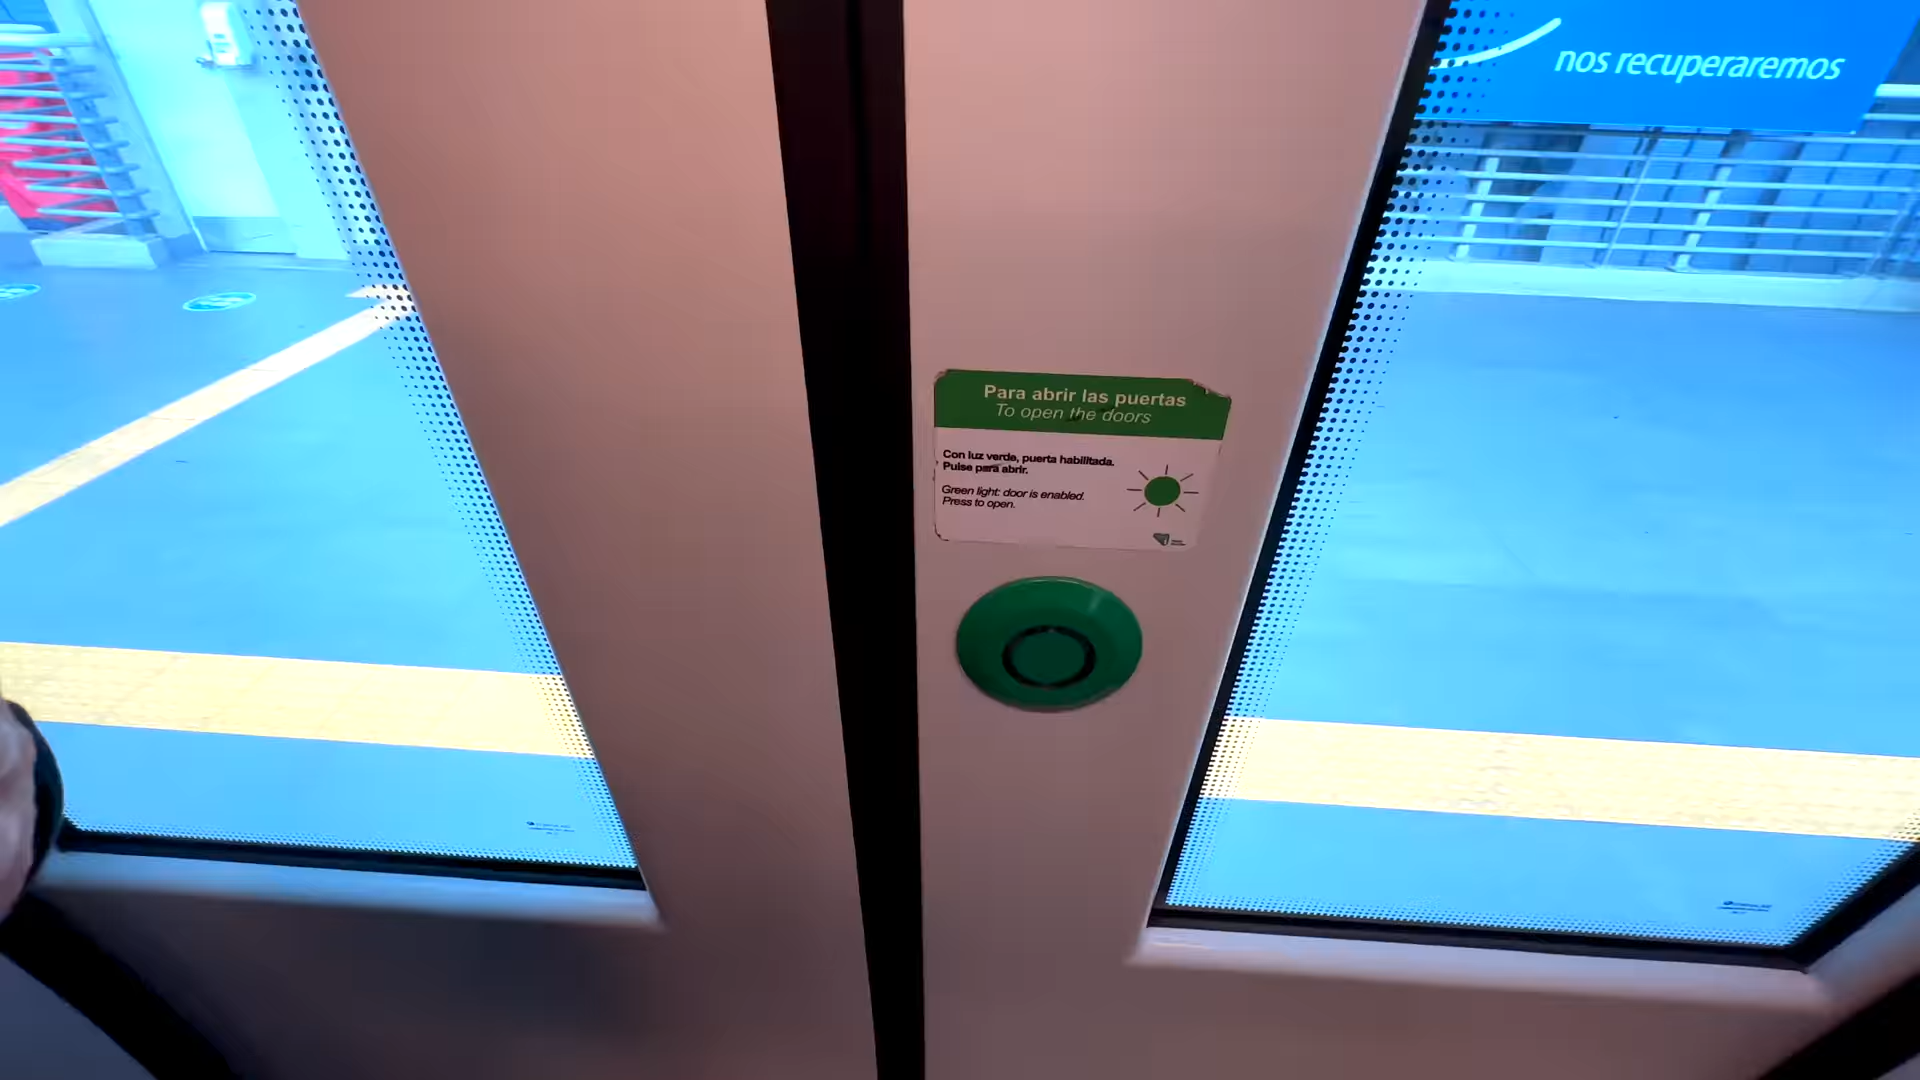 nos recuperaremos
Para abrir las puertas
To open the doors
Con luz verde, puerta habilitada.
Pulse para abrir.
Green light: door is enabled.
Press to open.